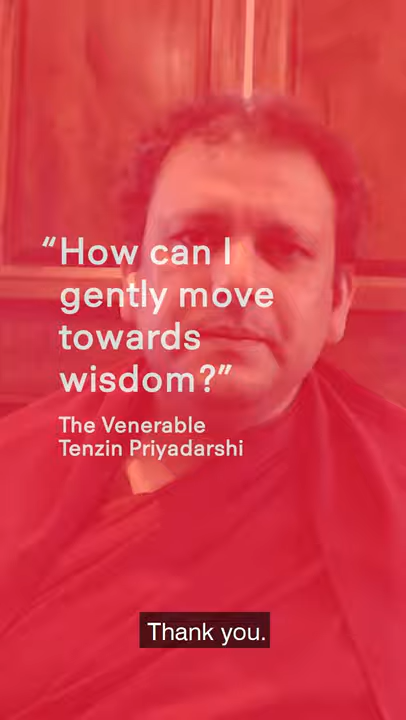 “How can I
gently move
towards
wisdom?”
The Venerable
Tenzin Priyadarshi
Thank you.